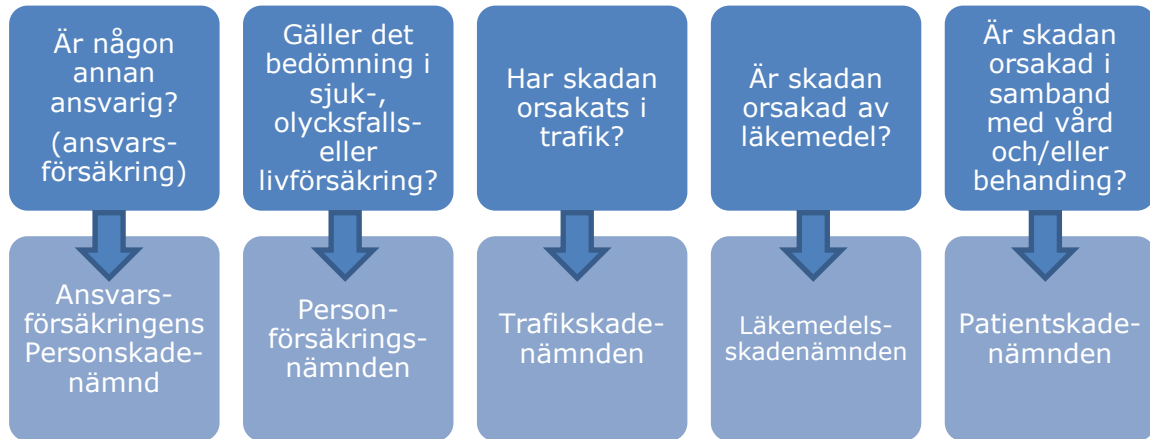 Är någon
annan
ansvarig?
(ansvars-
försäkring)
Gäller det
bedömning i
sjuk-,
olycksfalls-
eller
livförsäkring?
Har skadan
orsakats i
trafik?
Är skadan
orsakad av
läkemedel?
Är skadan
orsakad i
samband
med vård
och/eller
behanding?
Ansvars-
försäkringens
Personskade-
nämnd
Person-
försäkrings-
nämnden
Trafikskade-
nämnden
Läkemedels-
skadenämnden
Patientskade-
nämnden